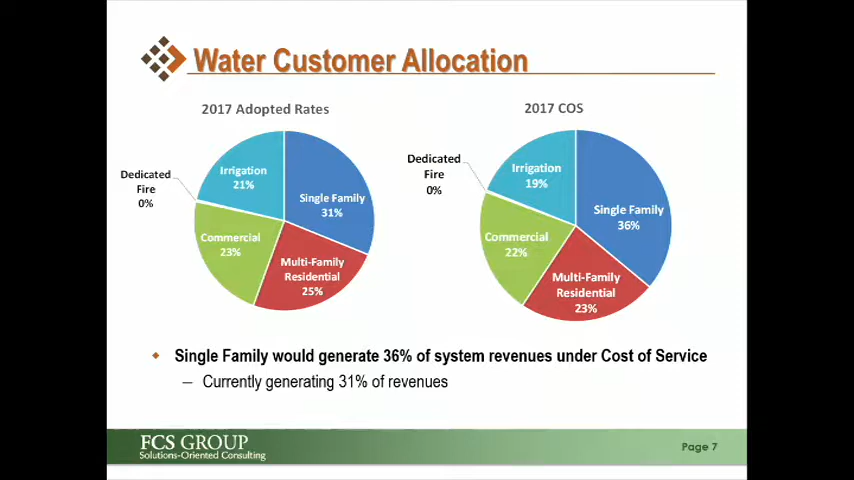 Water Customer Allocation
2017 Adopted Rates
Irrigation
21%
Dedicated
Fire
0%
Single Family
31%
Commercial
23%
Multi-Family
Residential
25%
2017 COS
Dedicated
Fire
0%
Irrigation
19%
Single Family
36%
Commercial
22%
Multi-Family
Residential
23%
Single Family would generate 36% of system revenues under Cost of Service
– Currently generating 31% of revenues
FCS GROUP
Solutions-Oriented Consulting
Page 7